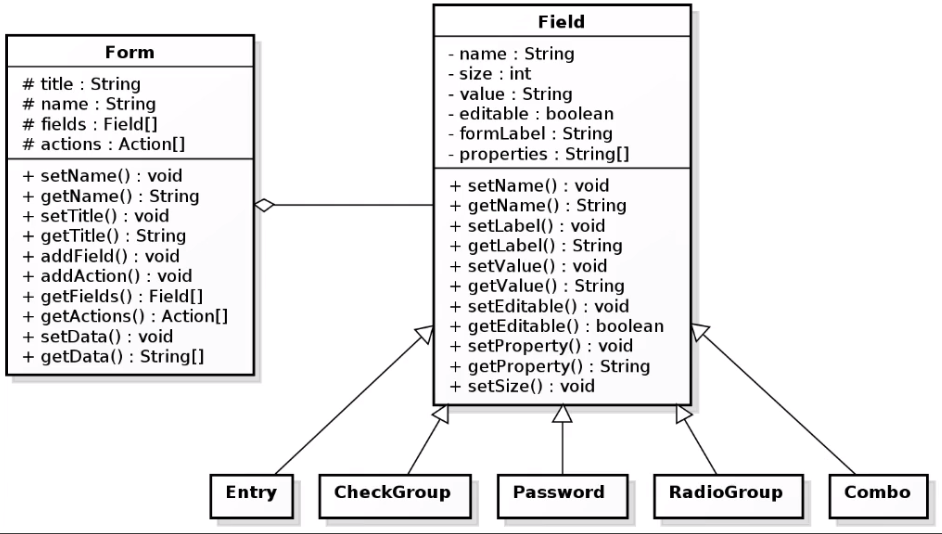 Form
# title : String
# name : String
# fields : Field[]
# actions : Action[]
+ setName() : void
+ getName() : String
+ setTitle() : void
+ getTitle() : String
+ addField() : void
+ addAction() : void
+ getFields() : Field[]
+ getActions() : Action[]
+ setData() : void
+ getData() : String[]
Field
- name : String
- size : int
- value : String
- editable : boolean
- formLabel : String
- properties : String[]
+ setName() : void
+ getName() : String
+ setLabel() : void
+ getLabel() : String
+ setValue() : void
+ getValue() : String
+ setEditable() : void
+ getEditable() : boolean
+ setProperty() : void
+ getProperty() : String
+ setSize() : void
Entry
CheckGroup
Password
RadioGroup
Combo